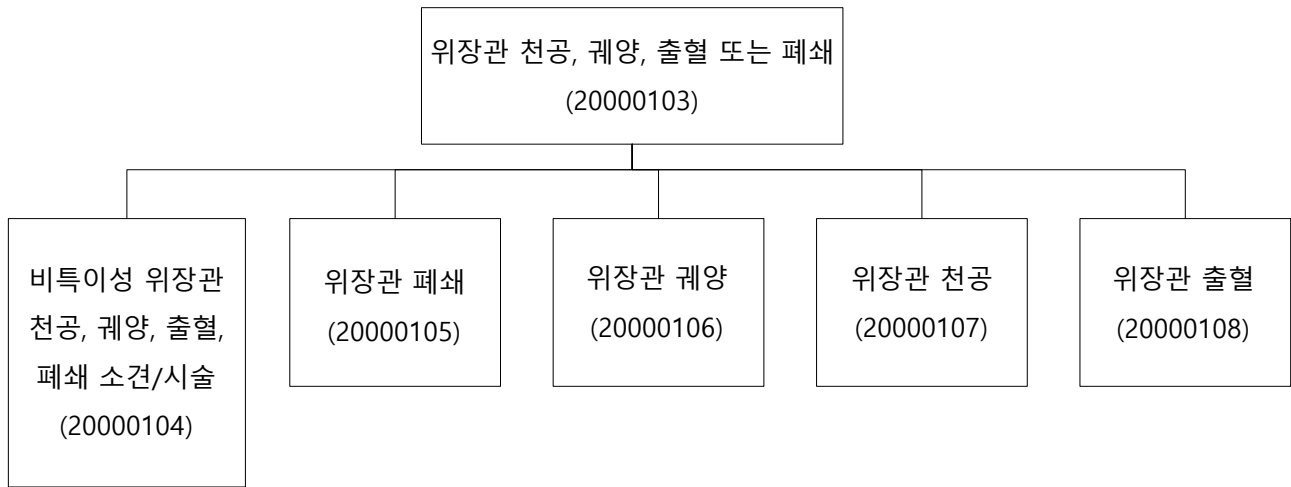 위장관 천공, 궤양, 출혈 또는 폐쇄
(20000103)
비특이성 위장관
천공, 궤양, 출혈,
폐쇄 소견/시술
(20000104)
위장관 폐쇄
(20000105)
위장관 궤양
(20000106)
위장관 천공
(20000107)
위장관 출혈
(20000108)